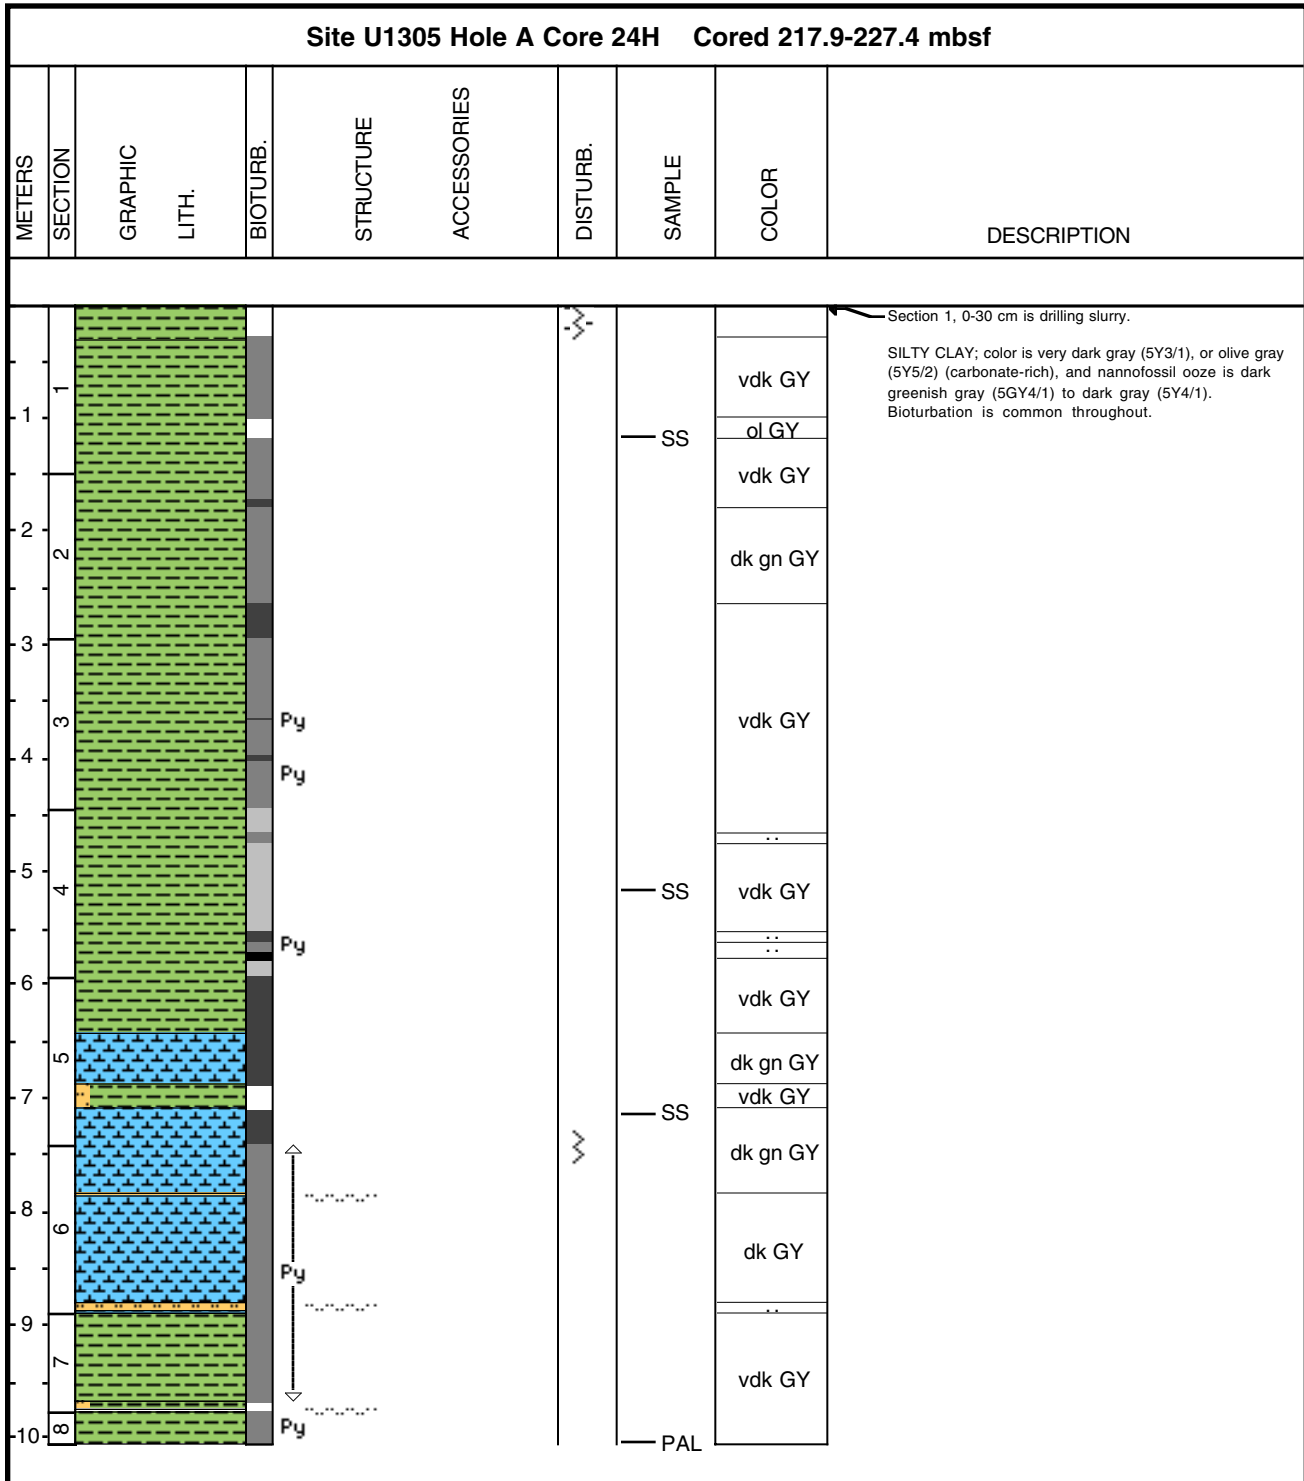 Site U1305 Hole A Core 24H    Cored 217.9-227.4 mbsf
METERS
SECTION
GRAPHIC
LITH.
BIOTURB.
STRUCTURE
ACCESSORIES
DISTURB.
SAMPLE
COLOR
DESCRIPTION
Section 1, 0-30 cm is drilling slurry.
SILTY CLAY; color is very dark gray (5Y3/1), or olive gray
(5Y5/2) (carbonate-rich), and nannofossil ooze is dark
greenish gray (5GY4/1) to dark gray (5Y4/1).
Bioturbation is common throughout.
1
vdk GY
1
ol GY
SS
vdk GY
2
2
dk gn GY
3
3
Py
vdk GY
4
Py
5
4
SS
vdk GY
Py
6
vdk GY
5
dk gn GY
7
vdk GY
SS
dk gn GY
8
6
dk GY
Py
9
7
vdk GY
8
Py
10
PAL